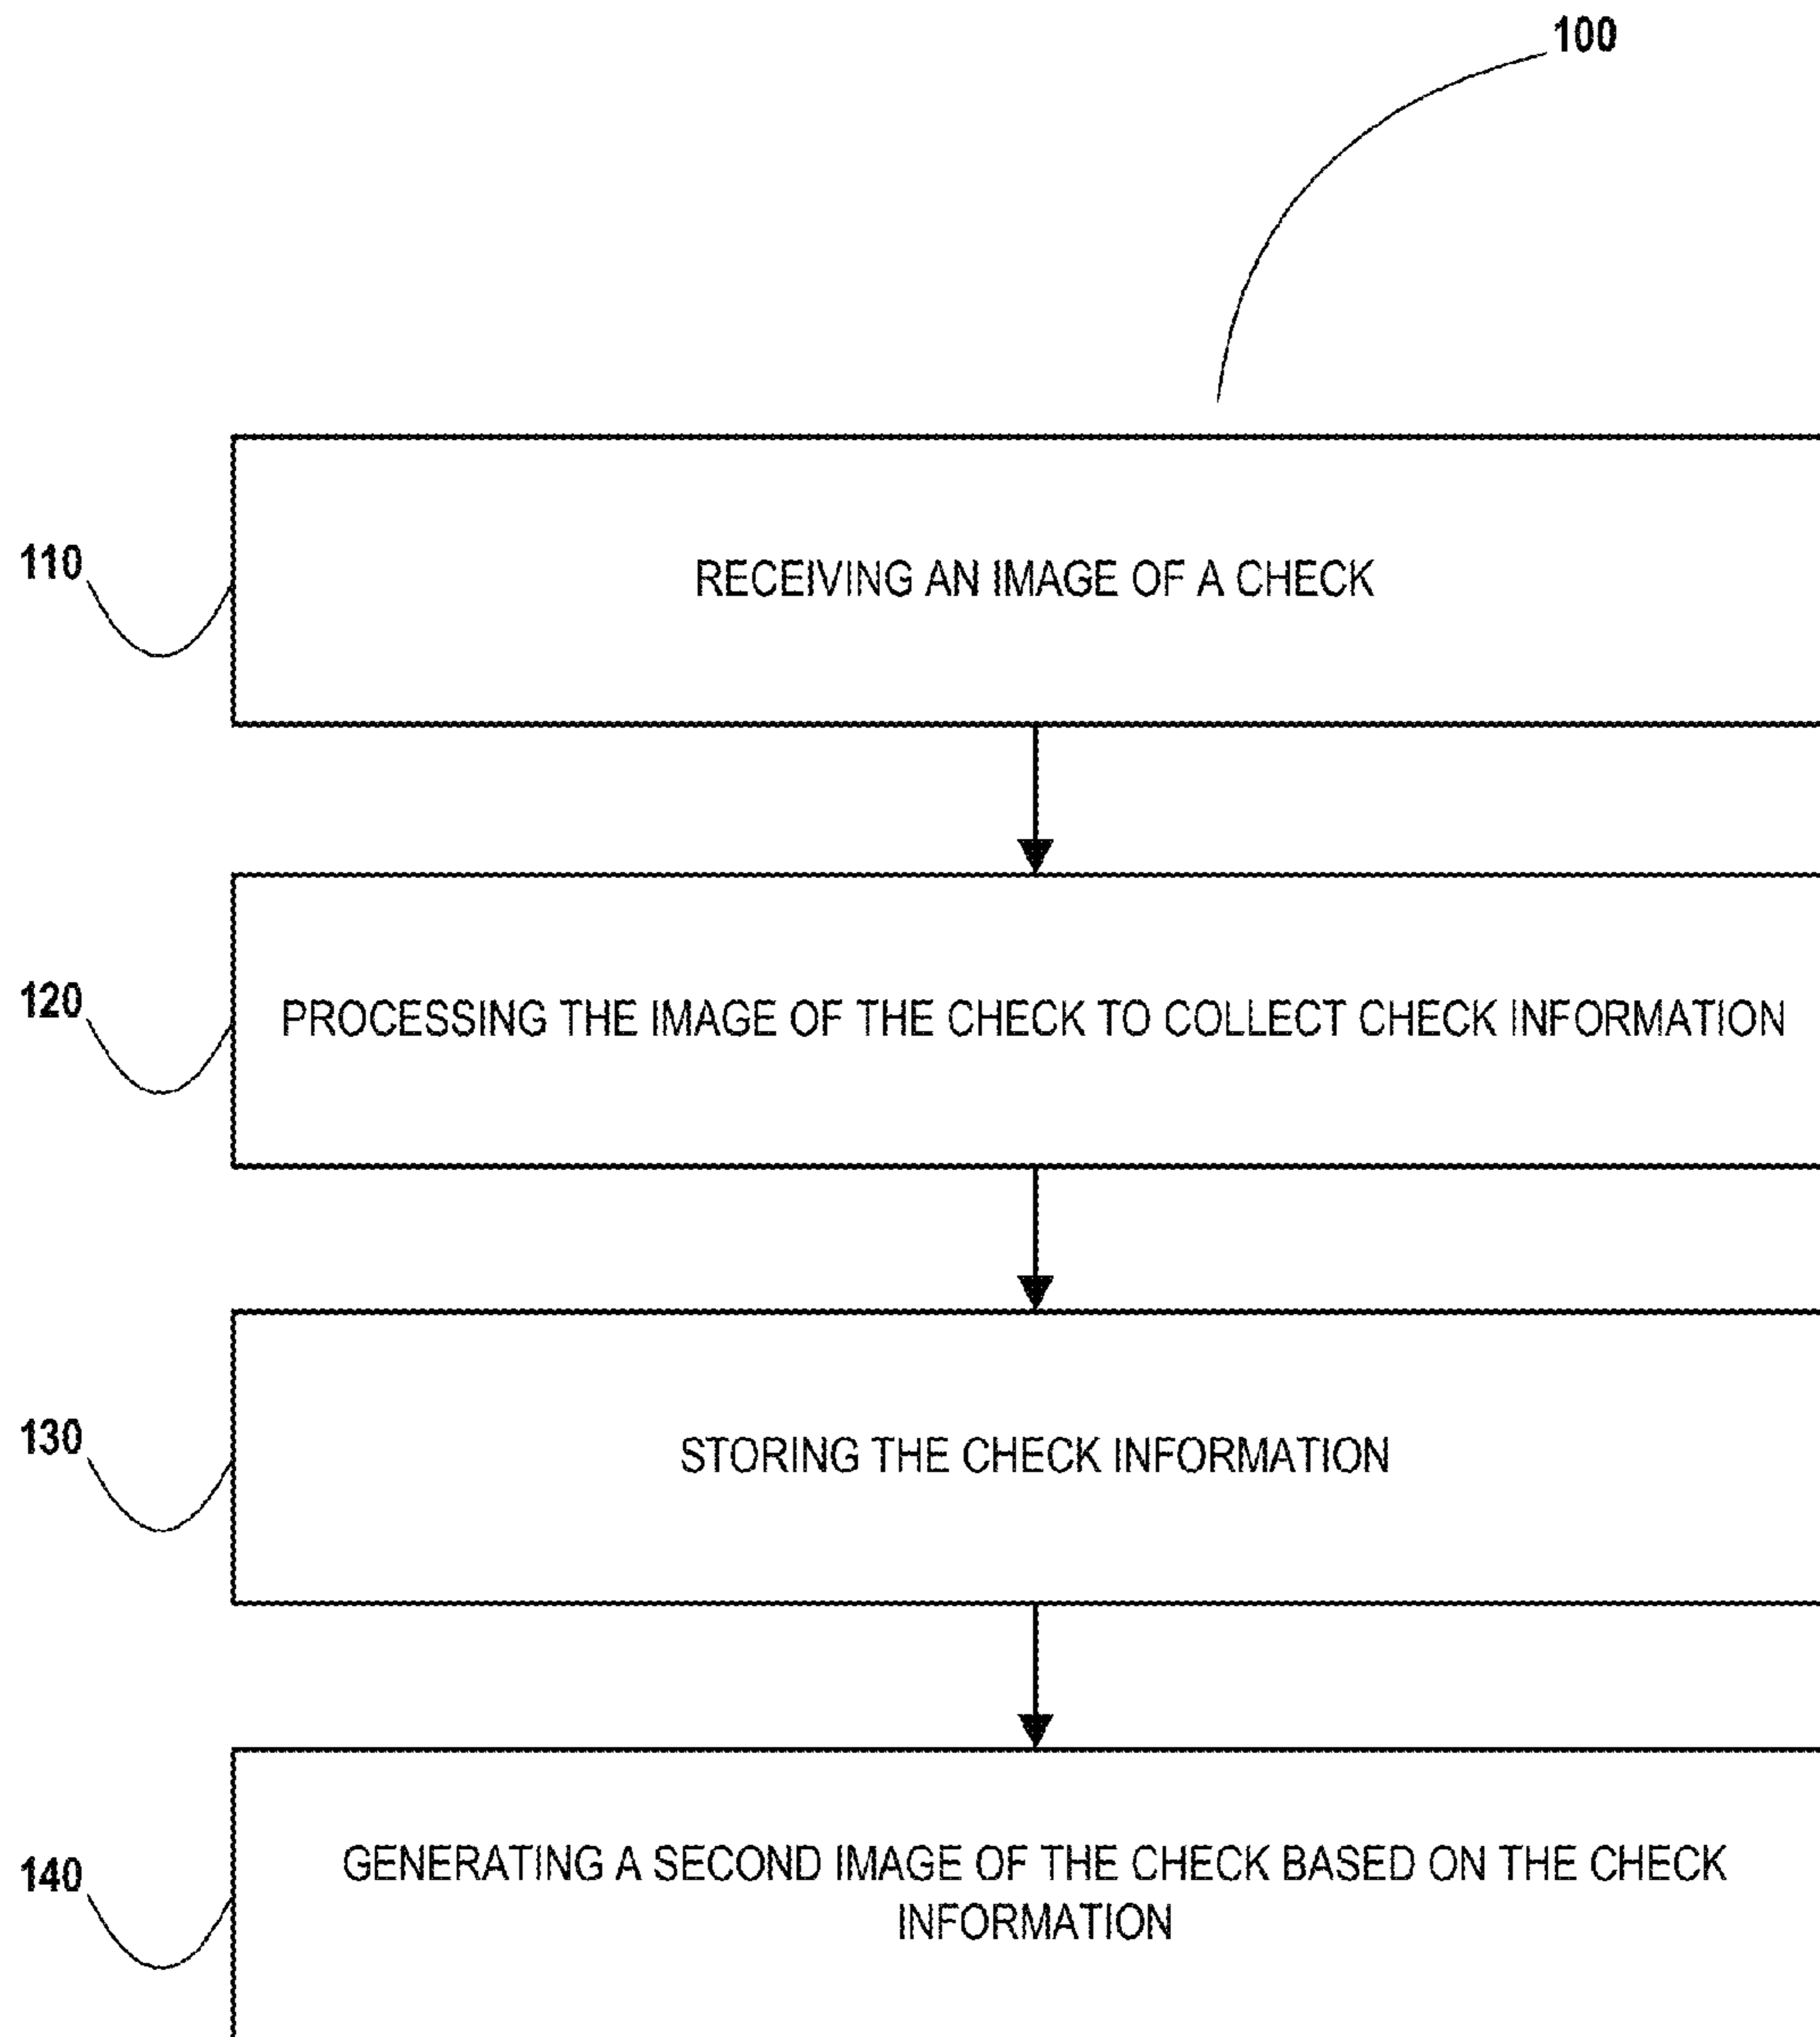 100
110
RECEIVING AN IMAGE OF A CHECK
120
PROCESSING THE IMAGE OF THE CHECK TO COLLECT CHECK INFORMATION
130
STORING THE CHECK INFORMATION
140
GENERATING A SECOND IMAGE OF THE CHECK BASED ON THE CHECK
INFORMATION